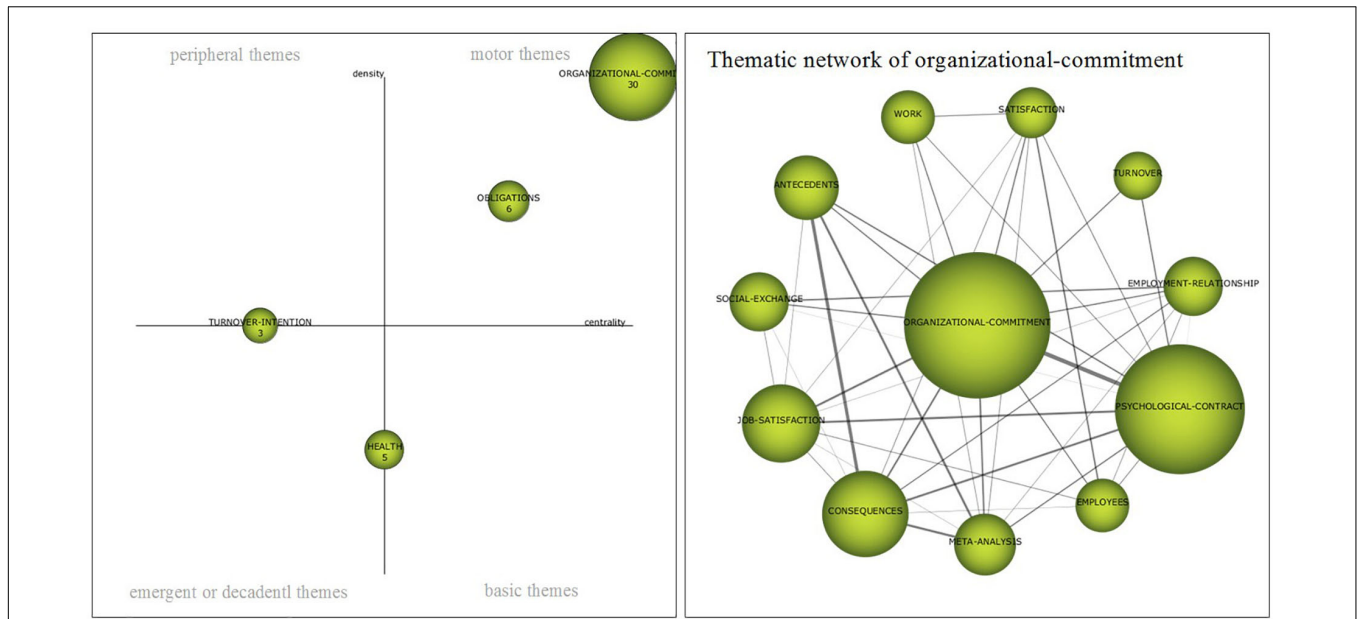 peripheral themes
motor themes
density
ORGANIZATIONAL-COMMI
30
OBLIGATIONS
6
TURNOVER-INTENTION
3
centrality
HEALTH
5
emergent or decadentl themes
basic themes
Thematic network of organizational-commitment
WORK
SATISFACTION
TURNOVER
ANTECEDENTS
EMPLOYMENT-RELATIONSHIP
SOCIAL-EXCHANGE
ORGANIZATIONAL-COMMITMENT
PSYCHOLOGICAL-CONTRACT
JOB-SATISFACTION
EMPLOYEES
CONSEQUENCES
META-ANALYSIS